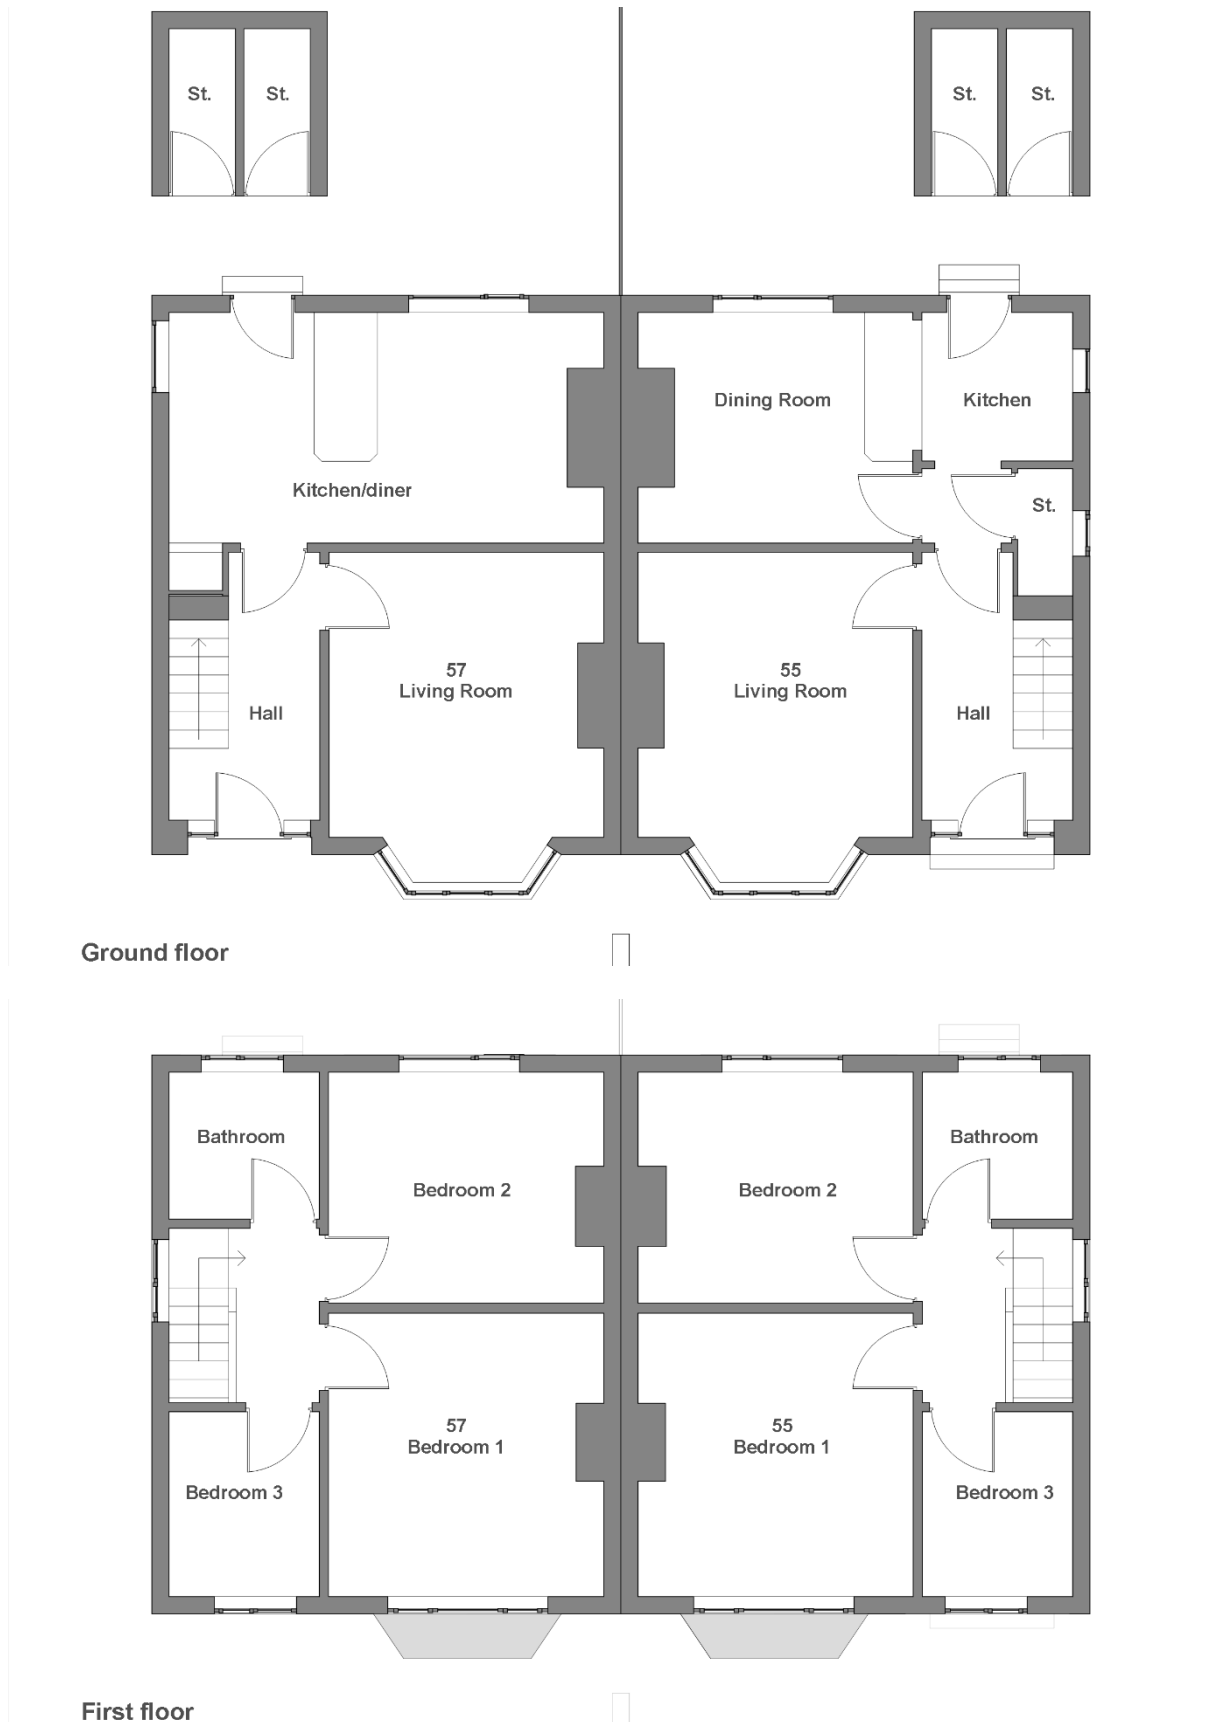 St.
St.
St.
St.
Dining Room
Kitchen
Kitchen/diner
St.
57
Living Room
55
Living Room
Hall
Hall
Ground floor
Bathroom
Bathroom
Bedroom 2
Bedroom 2
57
Bedroom 1
55
Bedroom 1
Bedroom 3
Bedroom 3
First floor